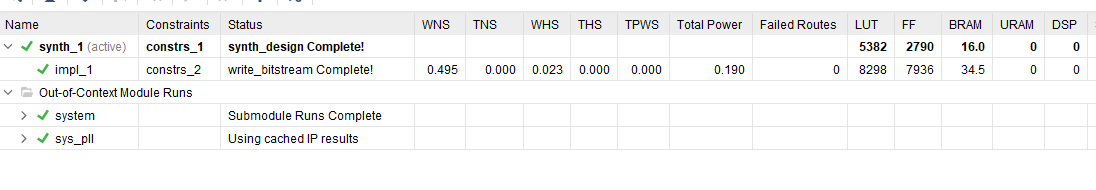 Name Constraints Status WNS TNS WHS THS TPWS Total Power Failed Routes LUT FF BRAM URAM DSP
synth_1 (active) constrs_1 synth_design Complete! 5382 2790 16.0 0 0
impl_1 constrs_2 write_bitstream Complete! 0.495 0.000 0.023 0.000 0.000 0.190 0 8298 7936 34.5 0 0
Out-of-Context Module Runs
system Submodule Runs Complete
sys_pll Using cached IP results